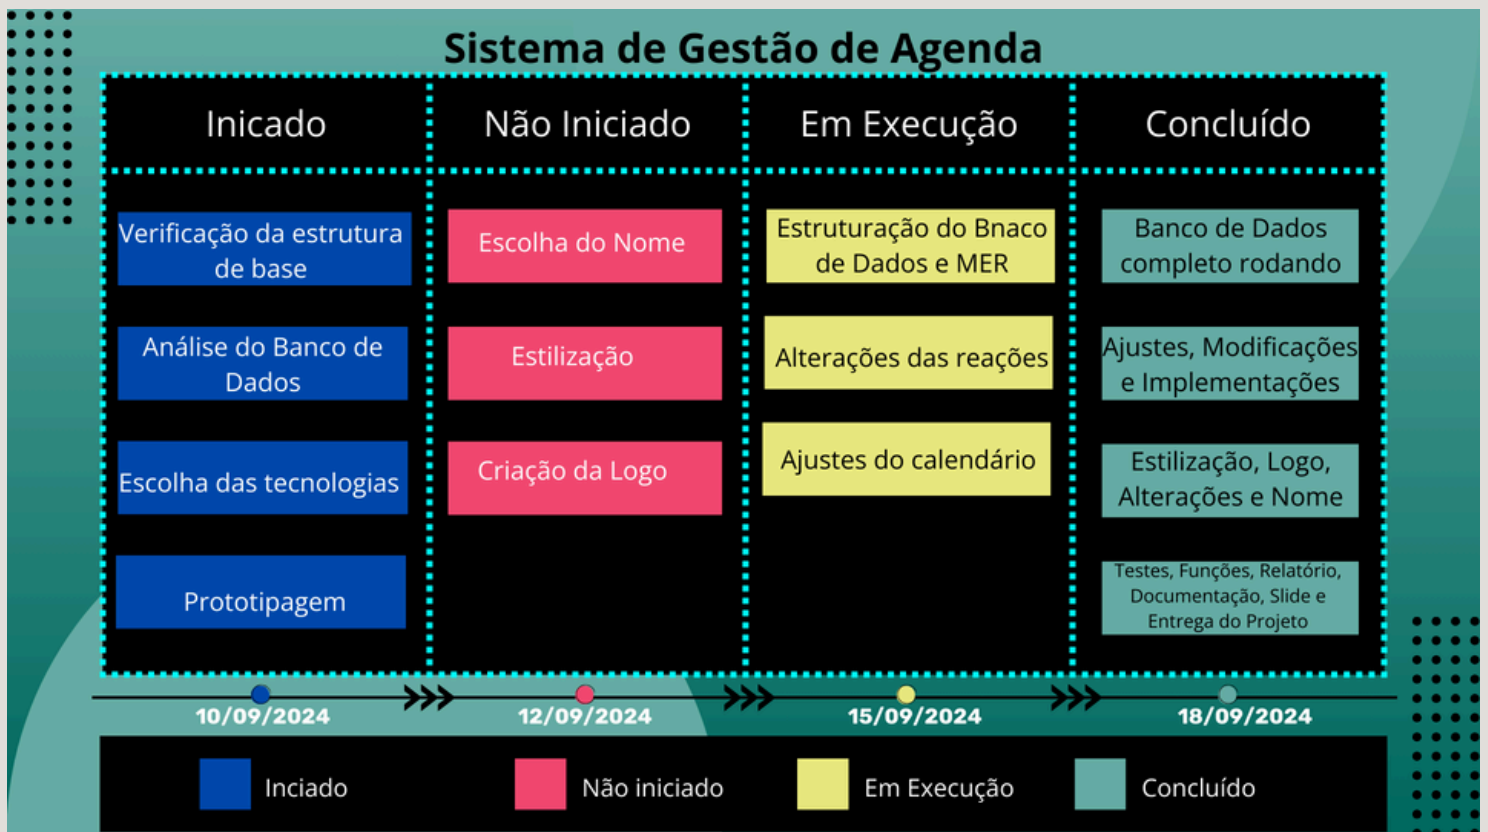 Sistema de Gestão de Agenda
Inicado
Não Iniciado
Em Execução
Concluído
Verificação da estrutura
de base
Análise do Banco de
Dados
Escolha das tecnologias
Prototipagem
Escolha do Nome
Estilização
Criação da Logo
Estruturação do Bnaco
de Dados e MER
Alterações das reações
Ajustes do calendário
Banco de Dados
completo rodando
Ajustes, Modificações
e Implementações
Estilização, Logo,
Alterações e Nome
Testes, Funções, Relatório,
Documentação, Slide e
Entrega do Projeto
10/09/2024
12/09/2024
15/09/2024
18/09/2024
Inciado
Não iniciado
Em Execução
Concluído